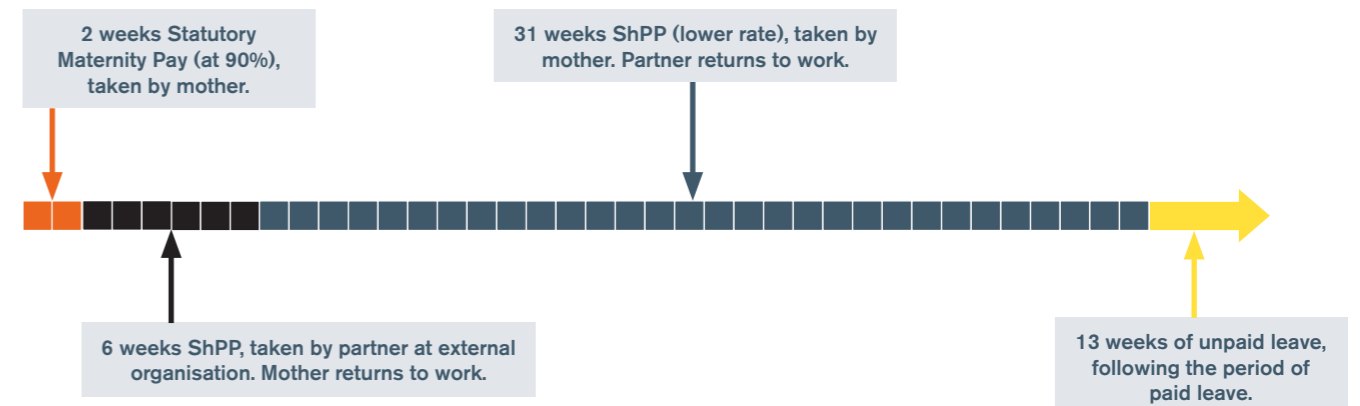 2 weeks Statutory
Maternity Pay (at 90%),
taken by mother.
31 weeks ShPP (lower rate), taken by
mother. Partner returns to work.
6 weeks ShPP, taken by partner at external
organisation. Mother returns to work.
13 weeks of unpaid leave,
following the period of
paid leave.